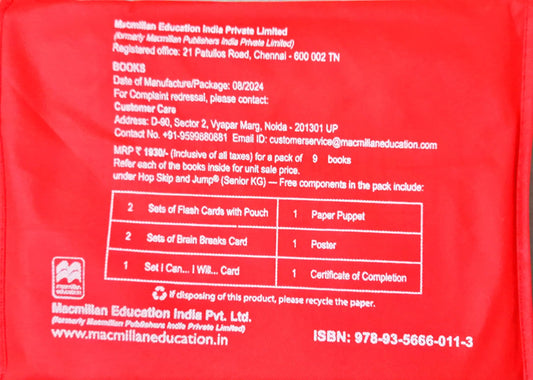 Macmillan Education India Private Limited
(formerly Macmillan Publishers India Private Limited)
Registered office: 21 Patullos Road, Chennai - 600 002 TN
BOOKS
Date of Manufacture/Package: 08/2024
For Complaint redressal, please contact:
Customer Care
Address: D-90, Sector 2, Vyapar Marg, Noida - 201301 UP
Contact No. +91-9599880881 Email ID: customerservice@macmillaneducation.com
MRP ₹ 1930/- (Inclusive of all taxes) for a pack of 9 books
Refer each of the books inside for unit sale price.
under Hop Skip and Jump® (Senior KG) — Free components in the pack include:
2 Sets of Flash Cards with Pouch 1 Paper Puppet
2 Sets of Brain Breaks Card 1 Poster
1 Set I Can... I Will... Card 1 Certificate of Completion
macmillan
education
If disposing of this product, please recycle the paper.
Macmillan Education India Pvt. Ltd.
(formerly Macmillan Publishers India Private Limited)
www.macmillaneducation.in
ISBN: 978-93-5666-011-3